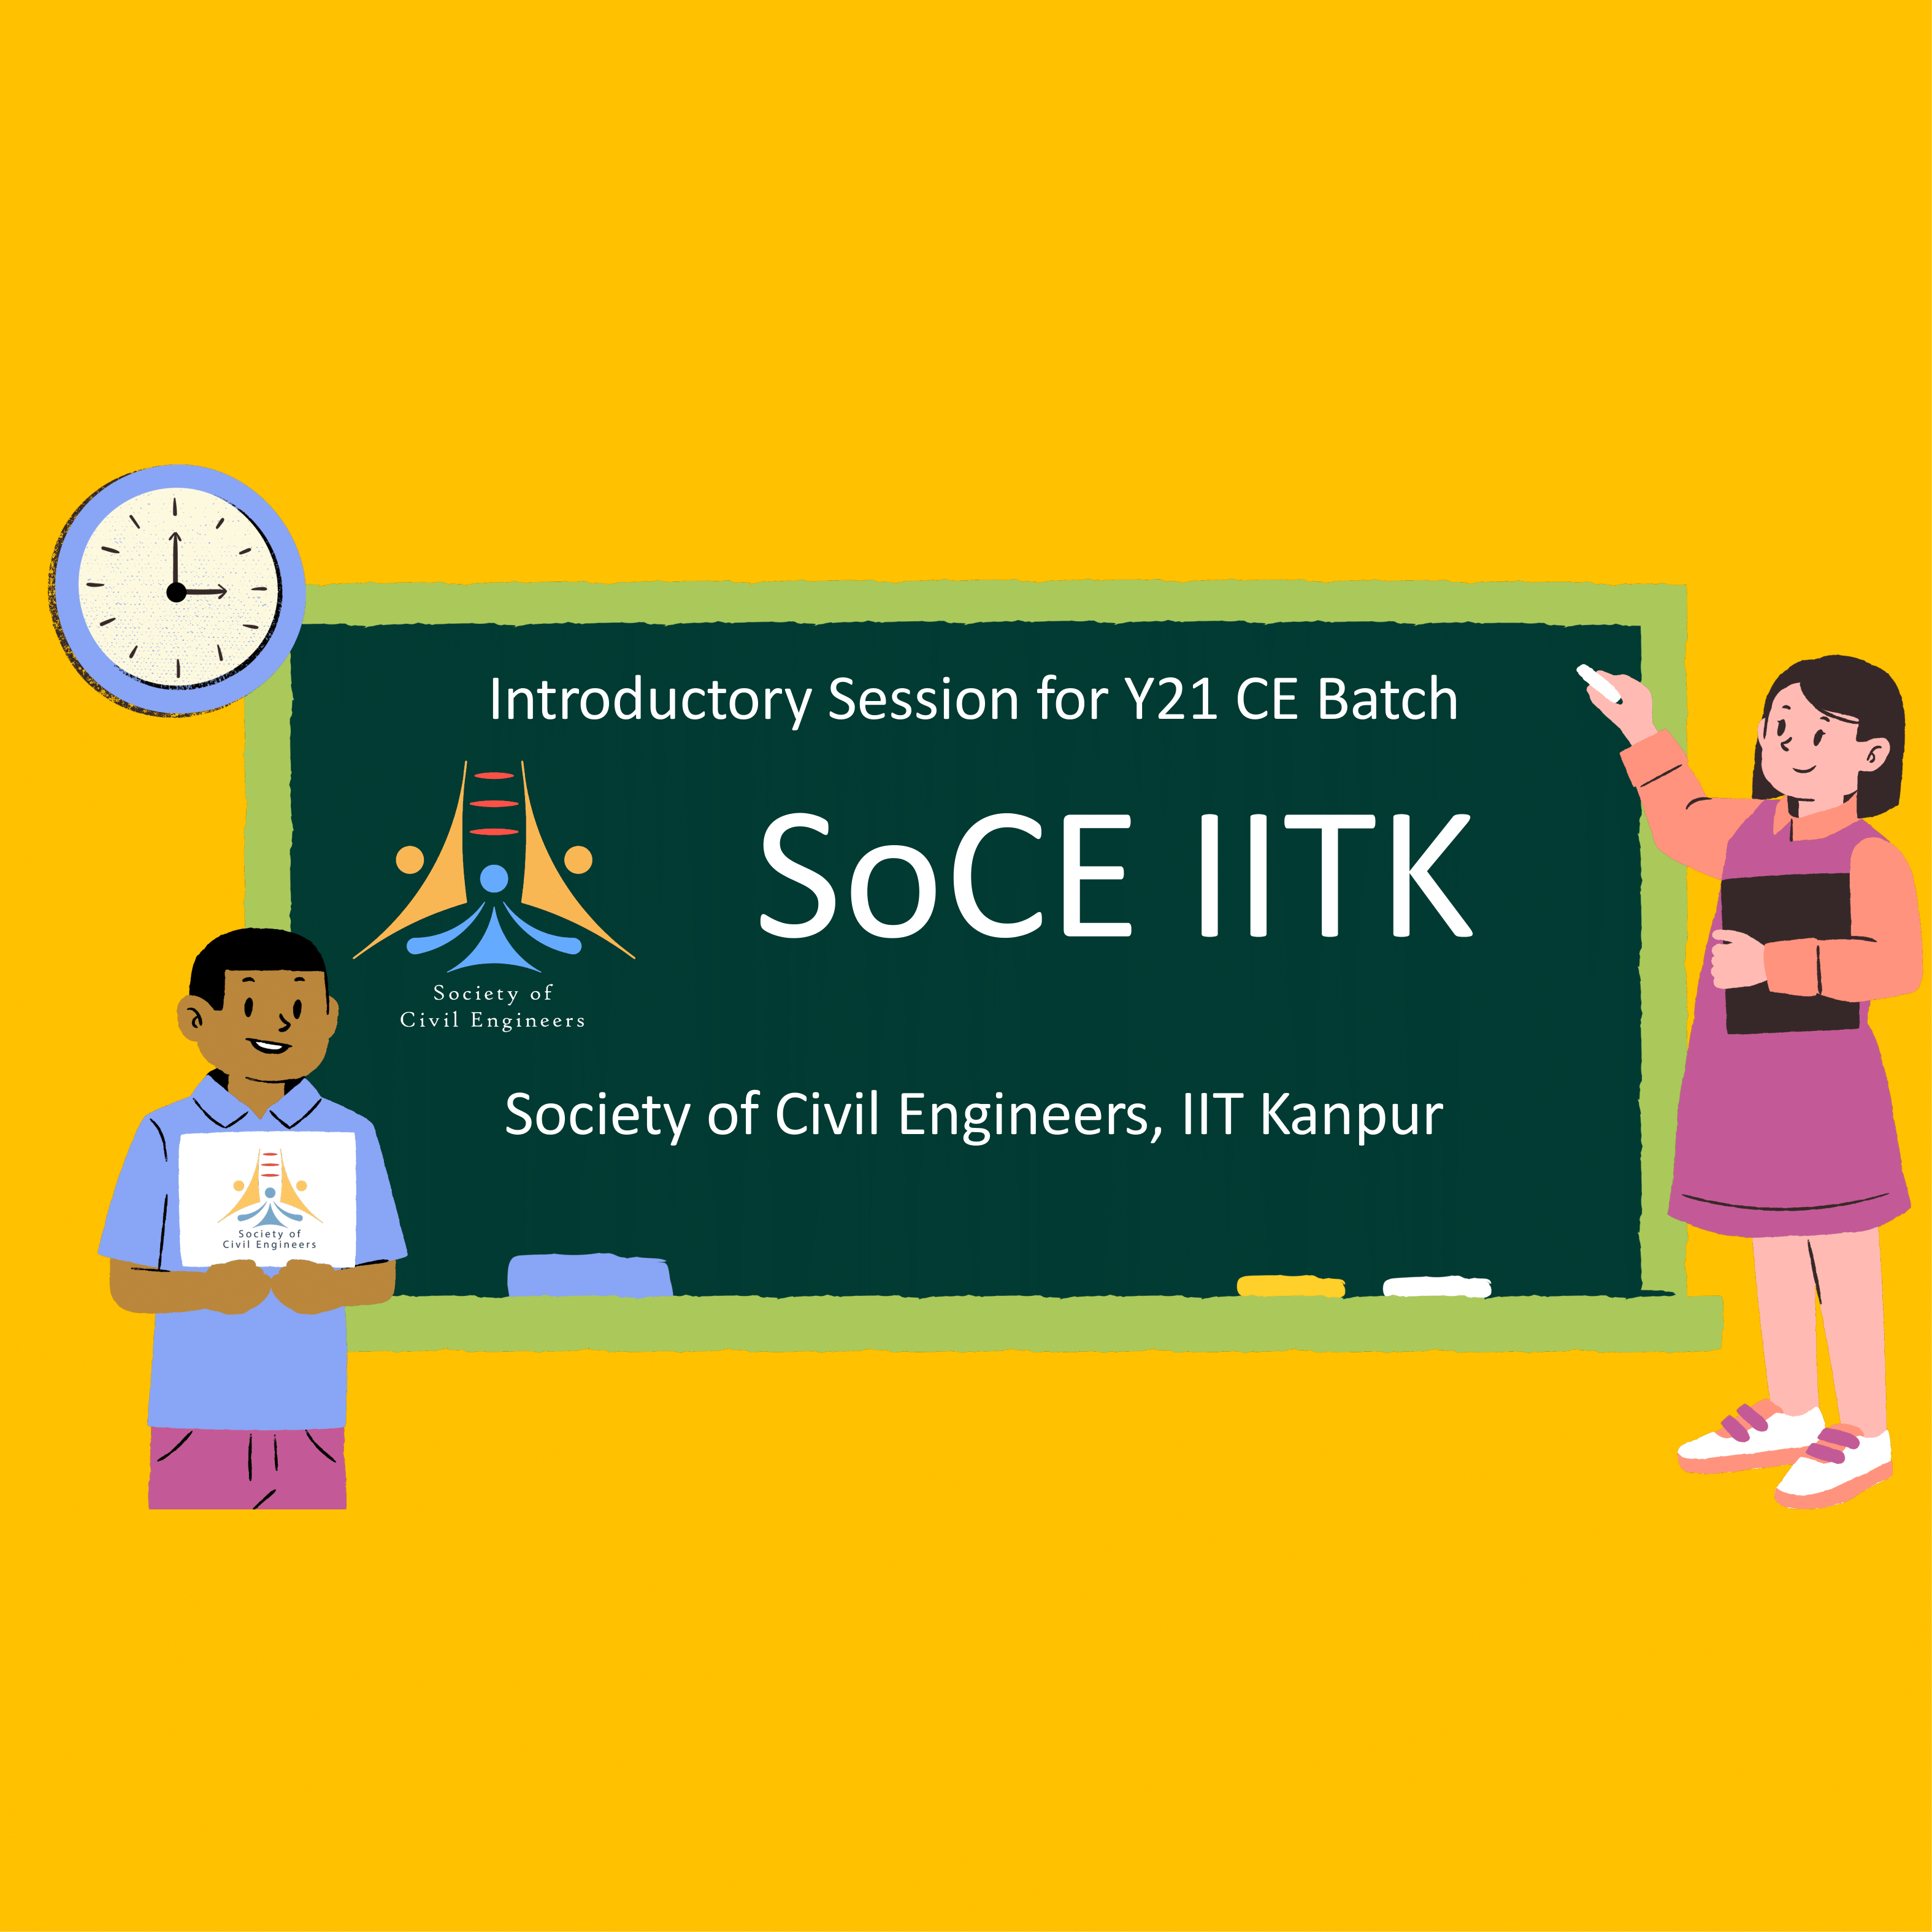 Introductory Session for Y21 CE Batch
SoCE IITK
Society of
Civil Engineers
Society of Civil Engineers, IIT Kanpur
Society of
Civil Engineers